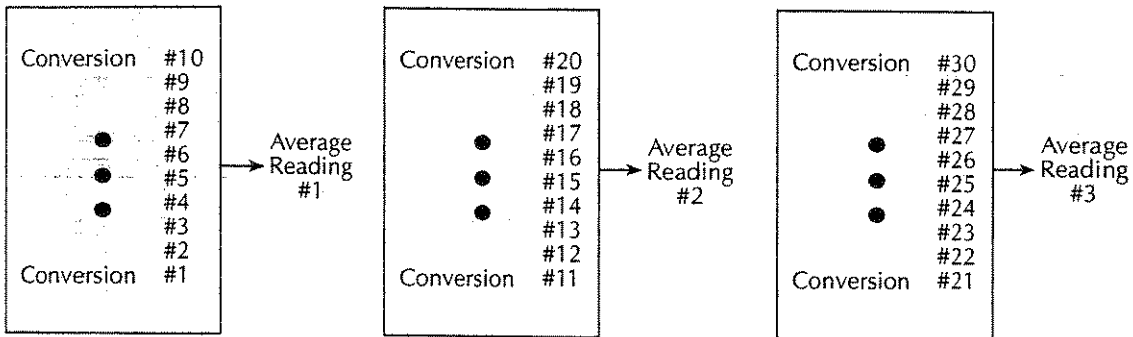 Conversion #10
#9
#8
#7
#6
#5
#4
#3
#2
Conversion #1
Average
Reading
#1
Conversion #20
#19
#18
#17
#16
#15
#14
#13
#12
Conversion #11
Average
Reading
#2
Conversion #30
#29
#28
#27
#26
#25
#24
#23
#22
Conversion #21
Average
Reading
#3